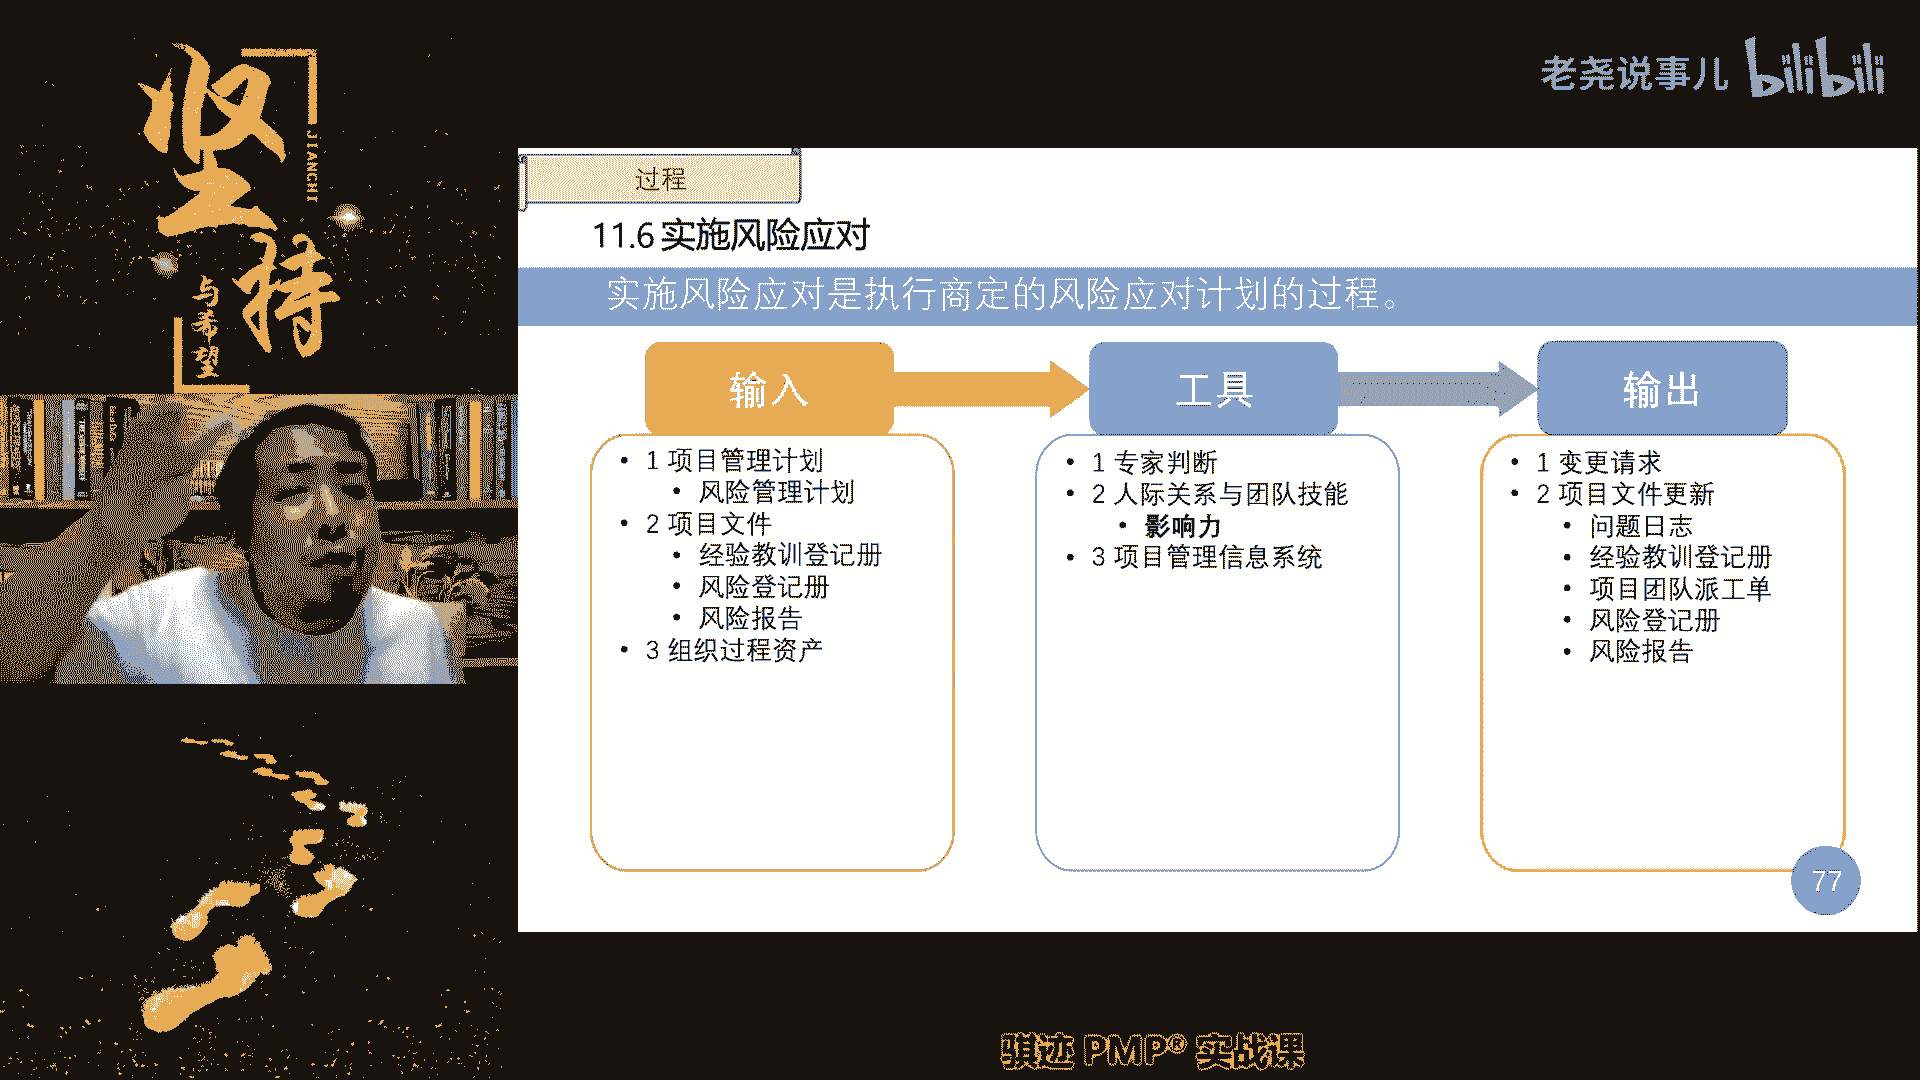 坚持
JIANCHI
与希望
老尧说事儿 bilibili
过程
11.6 实施风险应对
实施风险应对是执行商定的风险应对计划的过程。
输入
• 1 项目管理计划
• 风险管理计划
• 2 项目文件
• 经验教训登记册
• 风险登记册
• 风险报告
• 3 组织过程资产
工具
• 1 专家判断
• 2 人际关系与团队技能
• 影响力
• 3 项目管理信息系统
输出
• 1 变更请求
• 2 项目文件更新
• 问题日志
• 经验教训登记册
• 项目团队派工单
• 风险登记册
• 风险报告
77
骐迹 PMP® 实战课